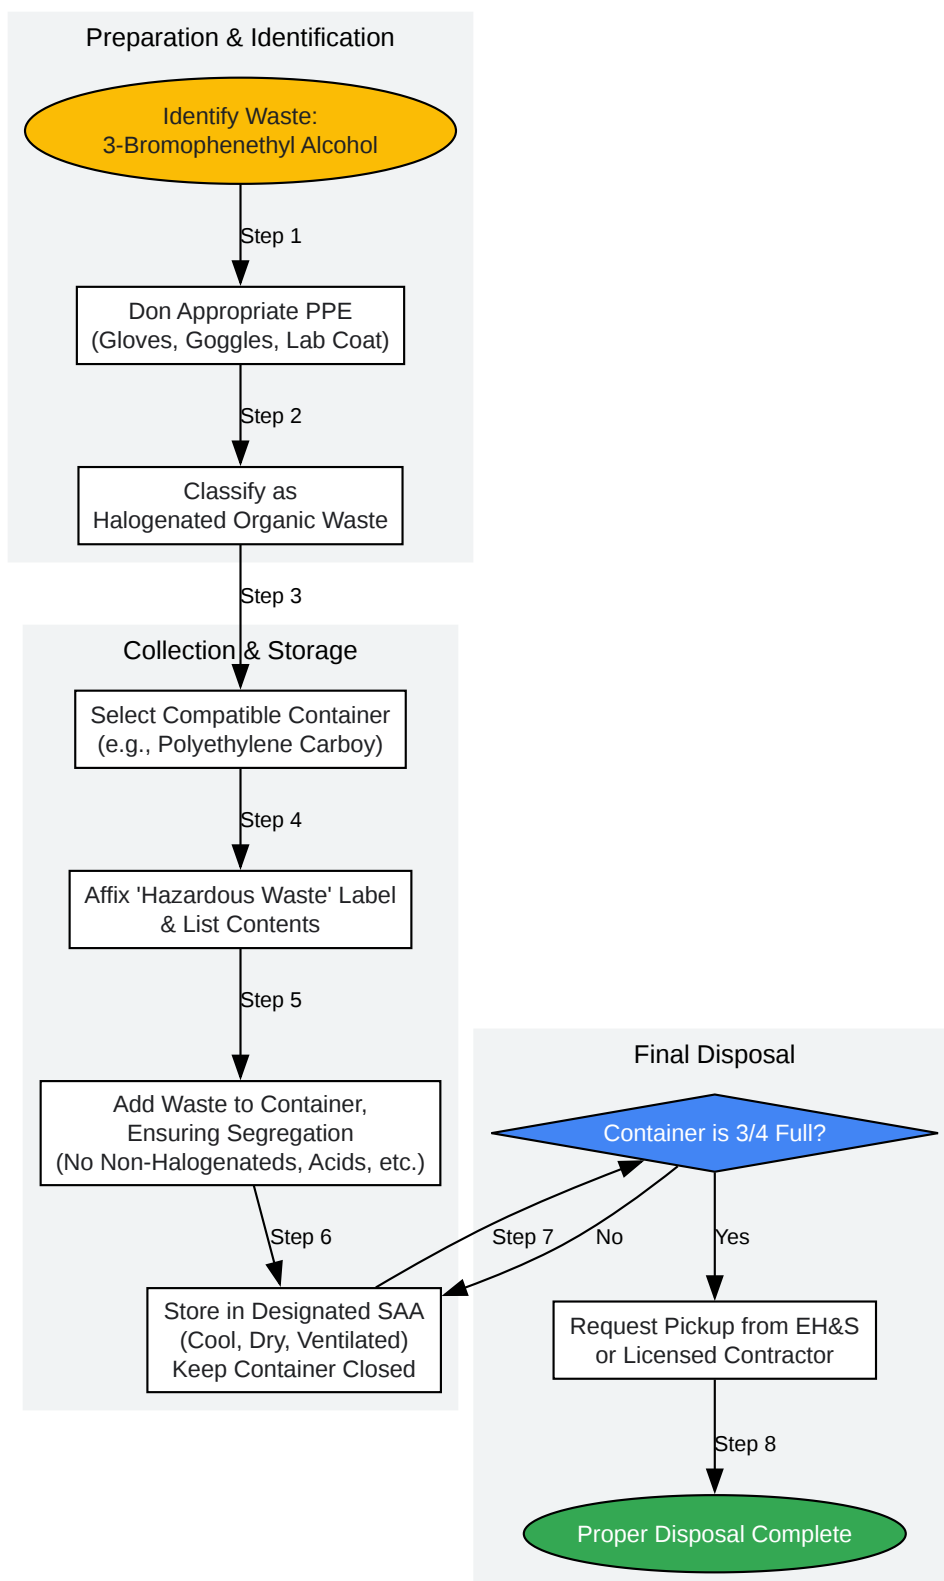 Preparation & Identification
Identify Waste:
3-Bromophenethyl Alcohol
Step 1
Don Appropriate PPE
(Gloves, Goggles, Lab Coat)
Step 2
Classify as
Halogenated Organic Waste
Step 3
Collection & Storage
Select Compatible Container
(e.g., Polyethylene Carboy)
Step 4
Affix 'Hazardous Waste' Label
& List Contents
Step 5
Add Waste to Container,
Ensuring Segregation
(No Non-Halogenateds, Acids, etc.)
Step 6
Store in Designated SAA
(Cool, Dry, Ventilated)
Keep Container Closed
Step 7
Final Disposal
Container is 3/4 Full?
No
Yes
Request Pickup from EH&S
or Licensed Contractor
Step 8
Proper Disposal Complete